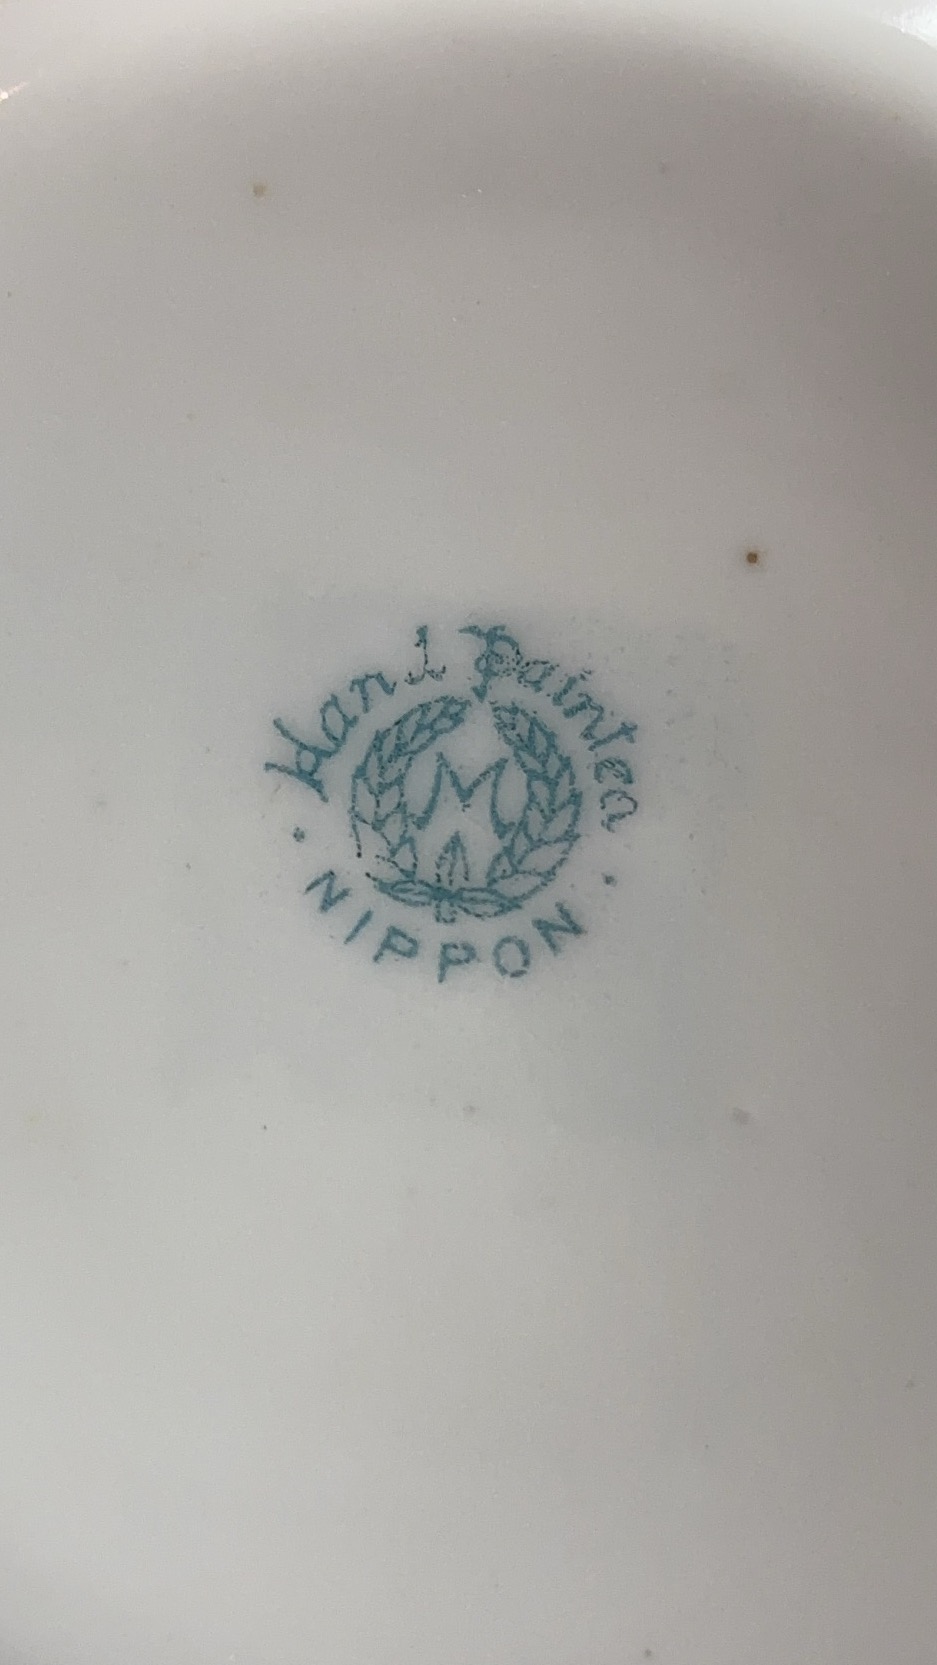 Hand Painted
M
• NIPPON •